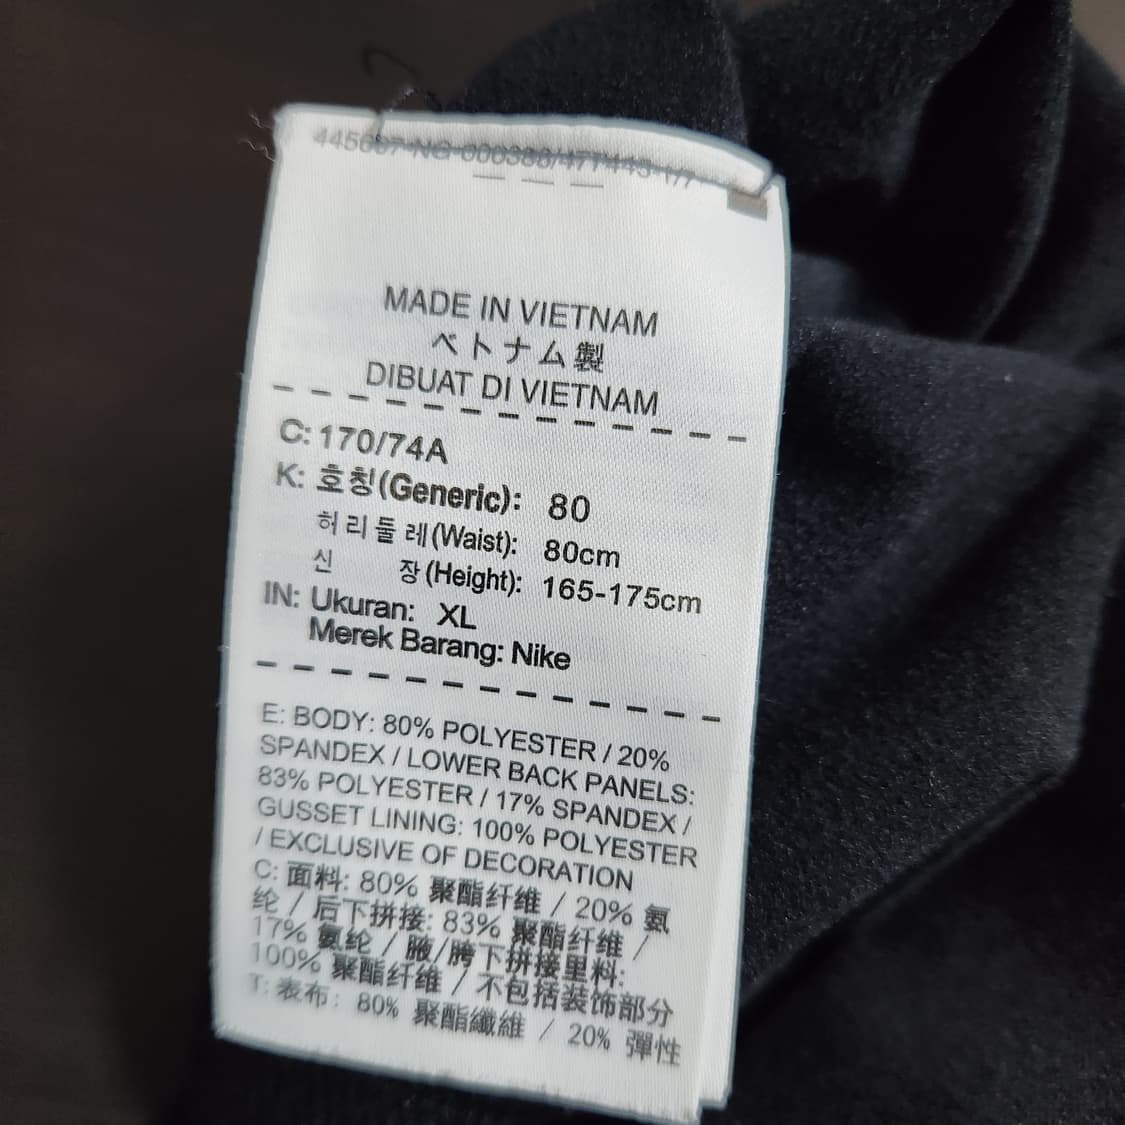 MADE IN VIETNAM
ベトナム製
DIBUAT DI VIETNAM
C: 170/74A
K: 호칭(Generic): 80
허리둘레(Waist): 80cm
신 장(Height): 165-175cm
IN: Ukuran: XL
Merek Barang: Nike
E: BODY: 80% POLYESTER / 20%
SPANDEX / LOWER BACK PANELS:
83% POLYESTER / 17% SPANDEX /
GUSSET LINING: 100% POLYESTER
/ EXCLUSIVE OF DECORATION
C: 面料: 80% 聚酯纤维 / 20% 氨
纶 / 后下拼接: 83% 聚酯纤维 /
17% 氨纶 / 腋/胯下拼接里料:
100% 聚酯纤维 / 不包括装饰部分
T: 表布: 80% 聚酯纖維 / 20% 彈性